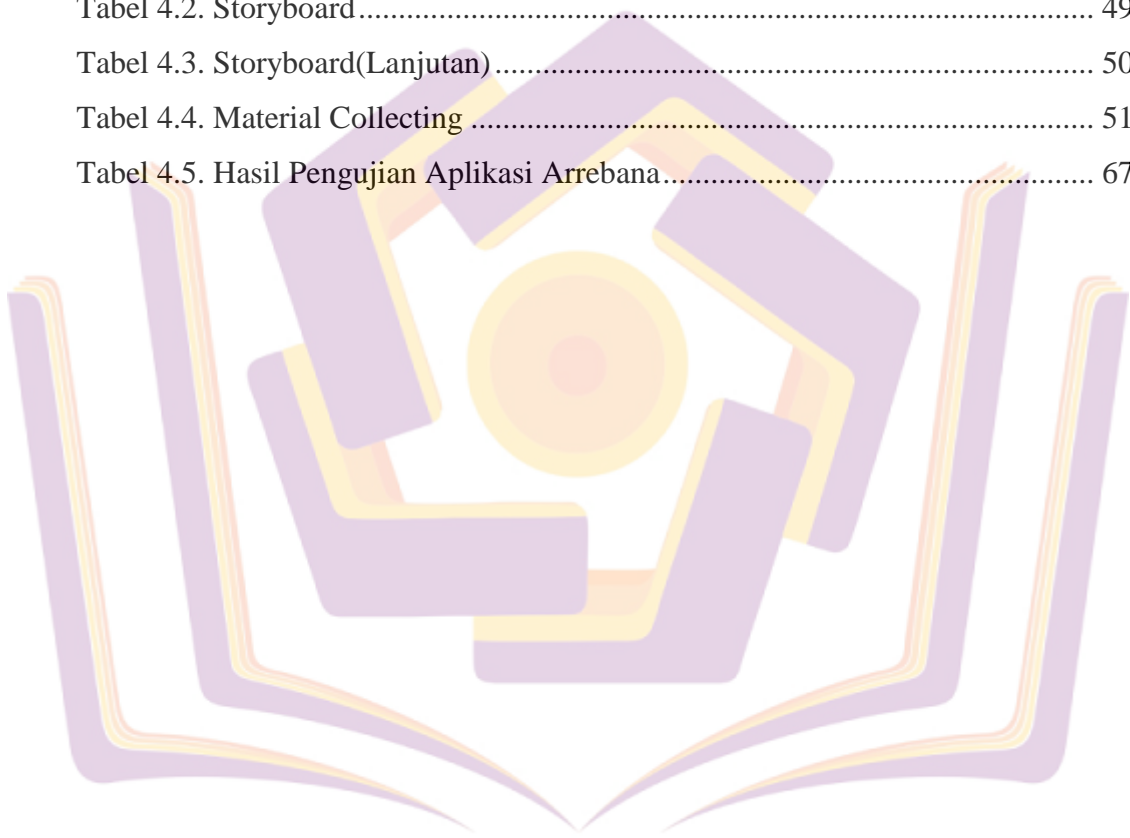 Tabel 4.2. Storyboard.......................................................................................... 49
Tabel 4.3. Storyboard(Lanjutan).......................................................................... 50
Tabel 4.4. Material Collecting ............................................................................. 51
Tabel 4.5. Hasil Pengujian Aplikasi Arrebana..................................................... 67